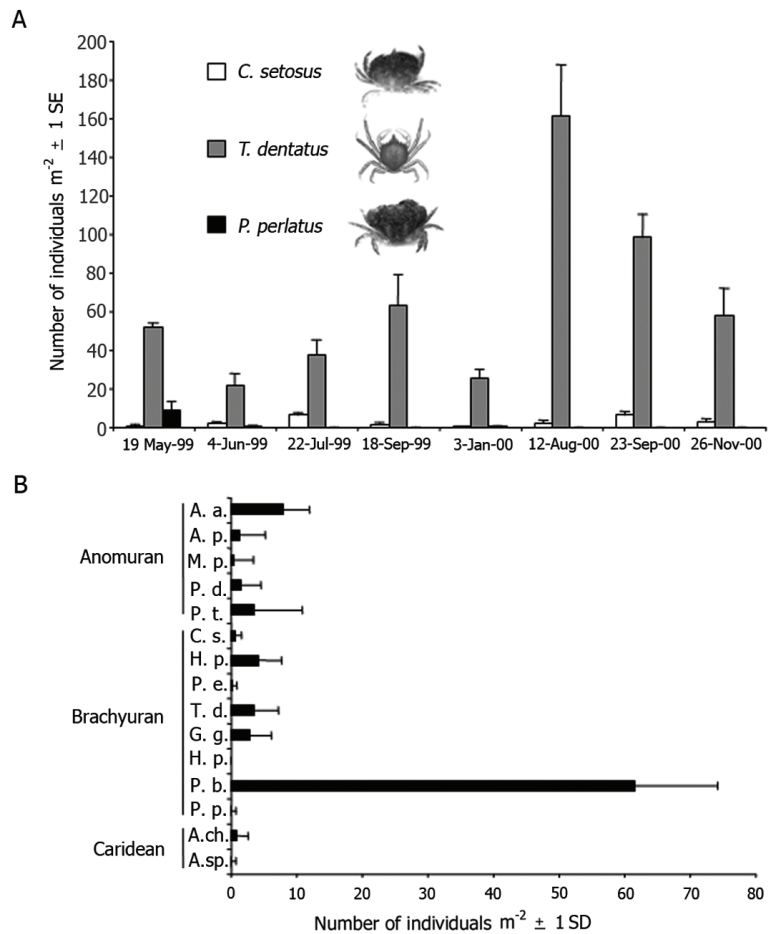 A
Number of individuals m-2 ± 1 SE
200
180
160
140
120
100
80
60
40
20
0
C. setosus
T. dentatus
P. perlatus
19 May-99 4-Jun-99 22-Jul-99 18-Sep-99 3-Jan-00 12-Aug-00 23-Sep-00 26-Nov-00
B
Anomuran
A. a.
A. p.
M. p.
P. d.
P. t.
Brachyuran
C. s.
H. p.
P. e.
T. d.
G. g.
H. p.
P. b.
P. p.
Caridean
A.ch.
A.sp.
0 10 20 30 40 50 60 70 80
Number of individuals m-2 ± 1 SD